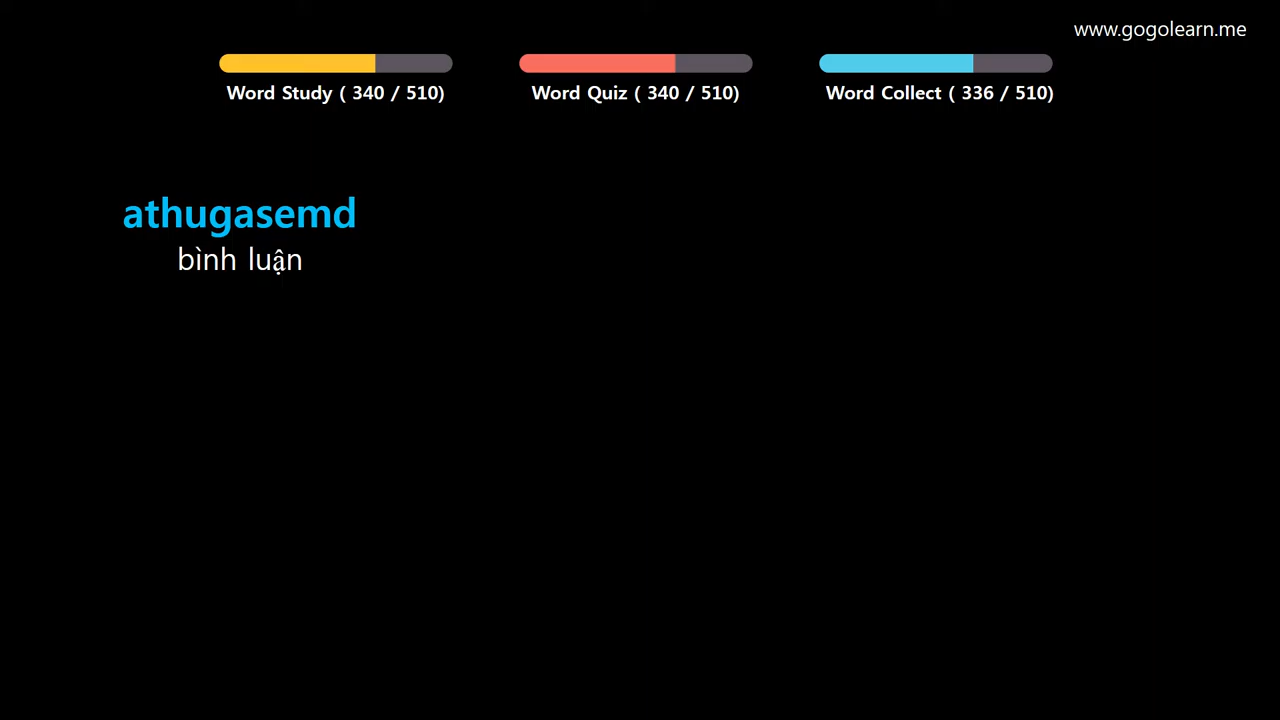 www.gogolearn.me
Word Study ( 340 / 510)
Word Quiz ( 340 / 510)
Word Collect ( 336 / 510)
athugasemd
bình luận